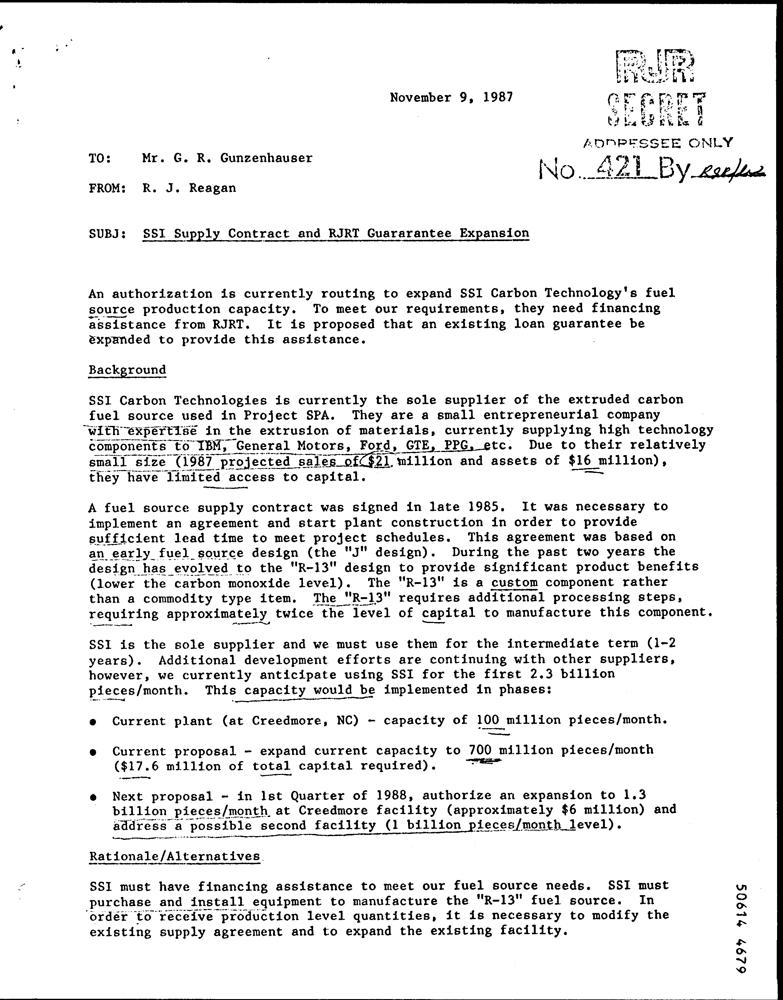 RJR
SECRET
ADDRESSEE ONLY
No. 421 By
November 9, 1987
TO: Mr. G. R. Gunzenhauser
FROM: R. J. Reagan
SUBJ: SSI Supply Contract and RJRT Guararantee Expansion
An authorization is currently routing to expand SSI Carbon Technology's fuel
source production capacity. To meet our requirements, they need financing
assistance from RJRT. It is proposed that an existing loan guarantee be
expanded to provide this assistance.
Background
SSI Carbon Technologies is currently the sole supplier of the extruded carbon
fuel source used in Project SPA. They are a small entrepreneurial company
with expertise in the extrusion of materials, currently supplying high technology
components to IBM, General Motors, Ford, GTE, PPG, etc. Due to their relatively
small size (1987 projected sales of $21 million and assets of $16 million),
they have limited access to capital.
A fuel source supply contract was signed in late 1985. It was necessary to
implement an agreement and start plant construction in order to provide
sufficient lead time to meet project schedules. This agreement was based on
an early fuel source design (the "J" design). During the past two years the
design has evolved to the "R-13" design to provide significant product benefits
(lower the carbon monoxide level). The "R-13" is a custom component rather
than a commodity type item. The "R-13" requires additional processing steps,
requiring approximately twice the level of capital to manufacture this component.
SSI is the sole supplier and we must use them for the intermediate term (1-2
years). Additional development efforts are continuing with other suppliers,
however, we currently anticipate using SSI for the first 2.3 billion
pieces/month. This capacity would be implemented in phases:
● Current plant (at Creedmore, NC) - capacity of 100 million pieces/month.
● Current proposal - expand current capacity to 700 million pieces/month
($17.6 million of total capital required).
● Next proposal - in 1st Quarter of 1988, authorize an expansion to 1.3
billion pieces/month at Creedmore facility (approximately $6 million) and
address a possible second facility (1 billion pieces/month level).
Rationale/Alternatives
SSI must have financing assistance to meet our fuel source needs. SSI must
purchase and install equipment to manufacture the "R-13" fuel source. In
order to receive production level quantities, it is necessary to modify the
existing supply agreement and to expand the existing facility.
50614 4679